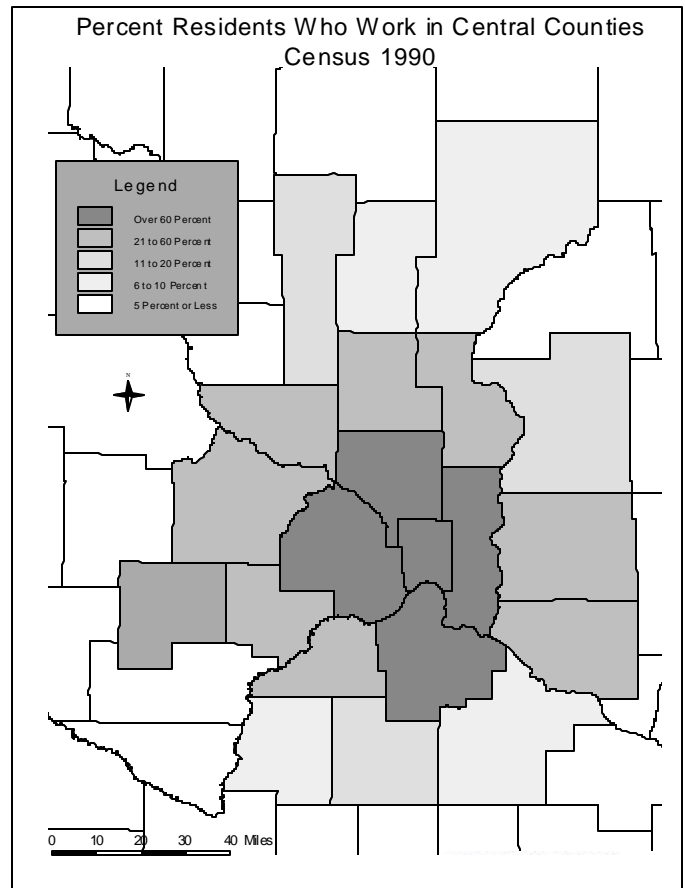 Percent Residents Who Work in Central Counties
Census 1990
Legend
Over 60 Percent
21 to 60 Percent
11 to 20 Percent
6 to 10 Percent
5 Percent or Less
N
0 10 20 30 40 Miles